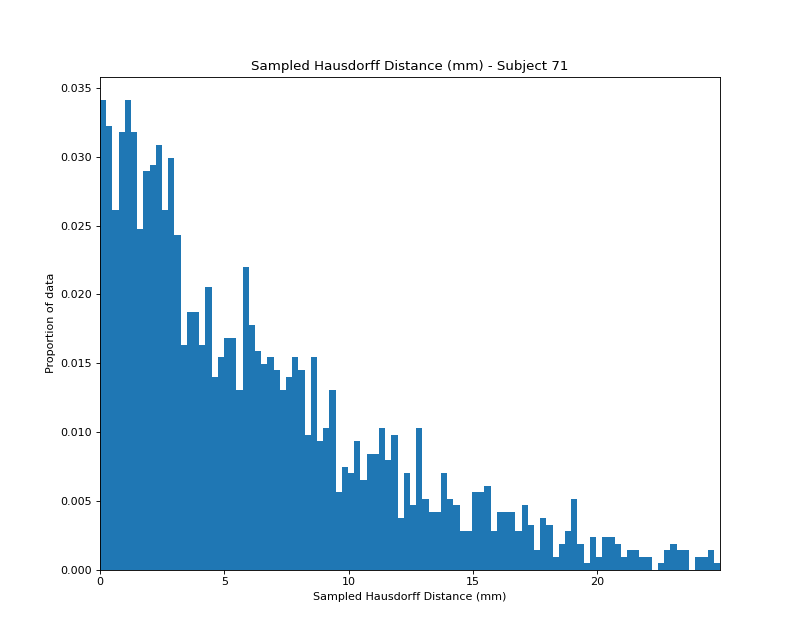 Sampled Hausdorff Distance (mm) - Subject 71
0.035
0.030
0.025
0.020
0.015
0.010
0.005
0.000
Proportion of data
0 5 10 15 20
Sampled Hausdorff Distance (mm)